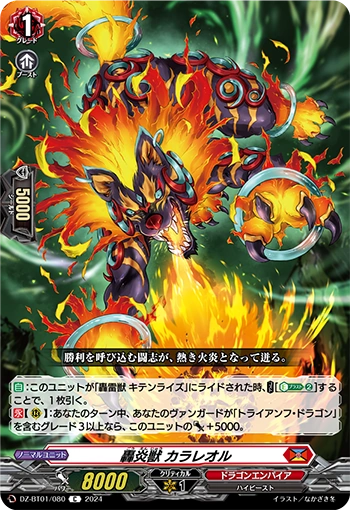 1
グレード
ブースト
5000
シールド
勝利を呼び込む闘志が、熱き火炎となって迸る。
自:このユニットが「轟雷獣 キテンライズ」にライドされた時、【ブラスト2】する
ことで、1枚引く。
永【R】:あなたのターン中、あなたのヴァンガードが「トライアンフ・ドラゴン」
を含むグレード3以上なら、このユニットの+5000。
ノーマルユニット
轟炎獣 カラレオル
パワー
8000
クリティカル
1
ドラゴンエンパイア
ハイビースト
DZ-BT01/080 C 2024
イラスト/なかざき冬